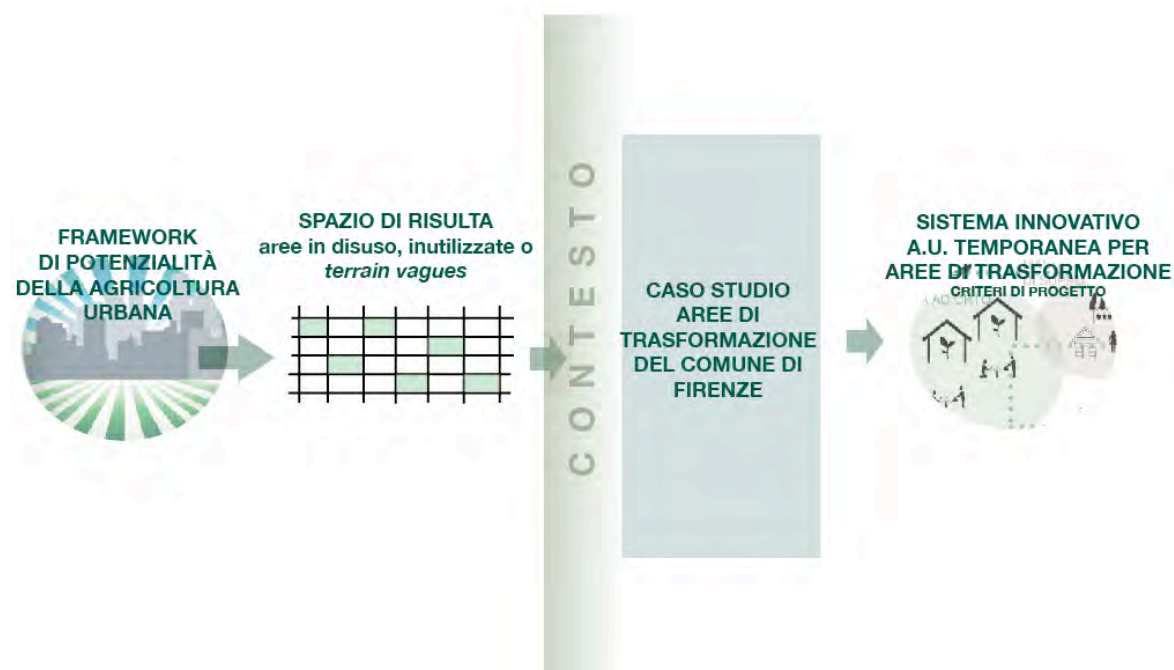 FRAMEWORK
DI POTENZIALITÀ
DELLA AGRICOLTURA
URBANA
SPAZIO DI RISULTA
aree in disuso, inutilizzate o
terrain vagues
CONTESTO
CASO STUDIO
AREE DI
TRASFORMAZIONE
DEL COMUNE DI
FIRENZE
SISTEMA INNOVATIVO
A.U. TEMPORANEA PER
AREE DI TRASFORMAZIONE
CRITERI DI PROGETTO